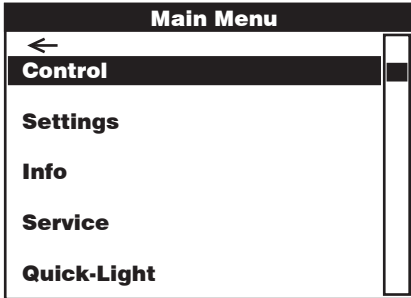 Main Menu
←
Control
Settings
Info
Service
Quick-Light